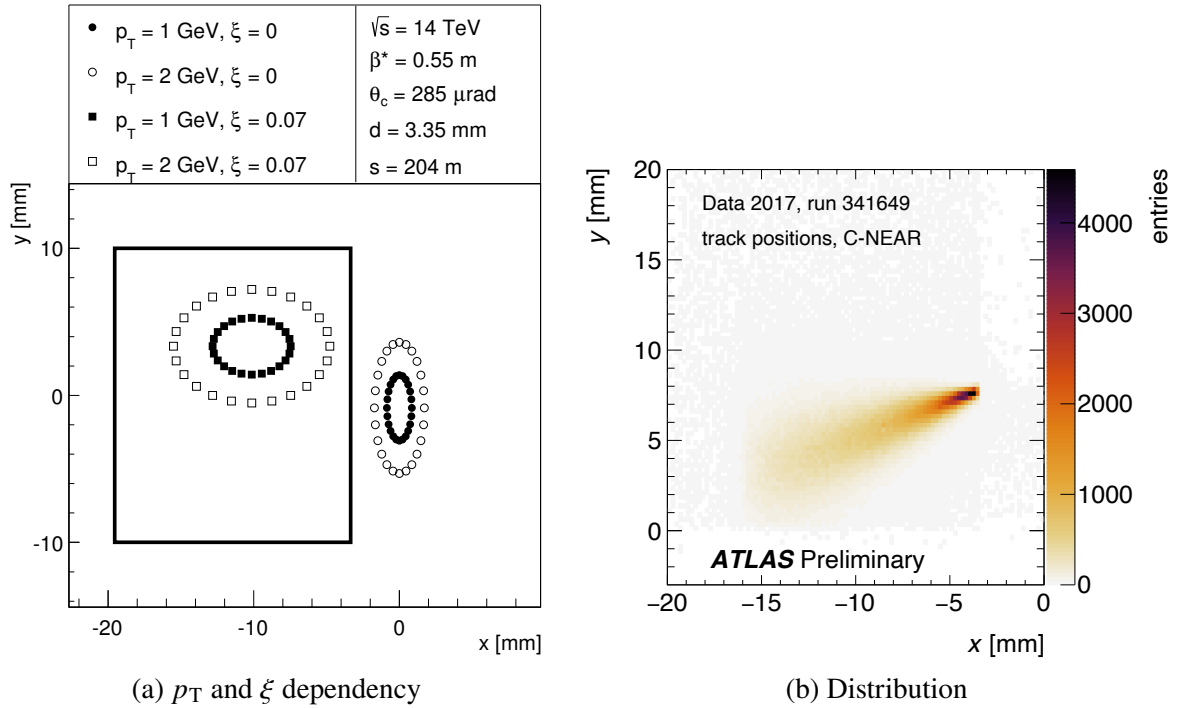 p_T = 1 GeV, ξ = 0
p_T = 2 GeV, ξ = 0
p_T = 1 GeV, ξ = 0.07
p_T = 2 GeV, ξ = 0.07
√s = 14 TeV
β* = 0.55 m
θ_c = 285 μrad
d = 3.35 mm
s = 204 m
y [mm]
10
0
-10
-20
-10
0
x [mm]
(a) p_T and ξ dependency
y [mm]
20
15
10
5
0
Data 2017, run 341649
track positions, C-NEAR
ATLAS Preliminary
−20
−15
−10
−5
0
x [mm]
entries
4000
3000
2000
1000
0
(b) Distribution